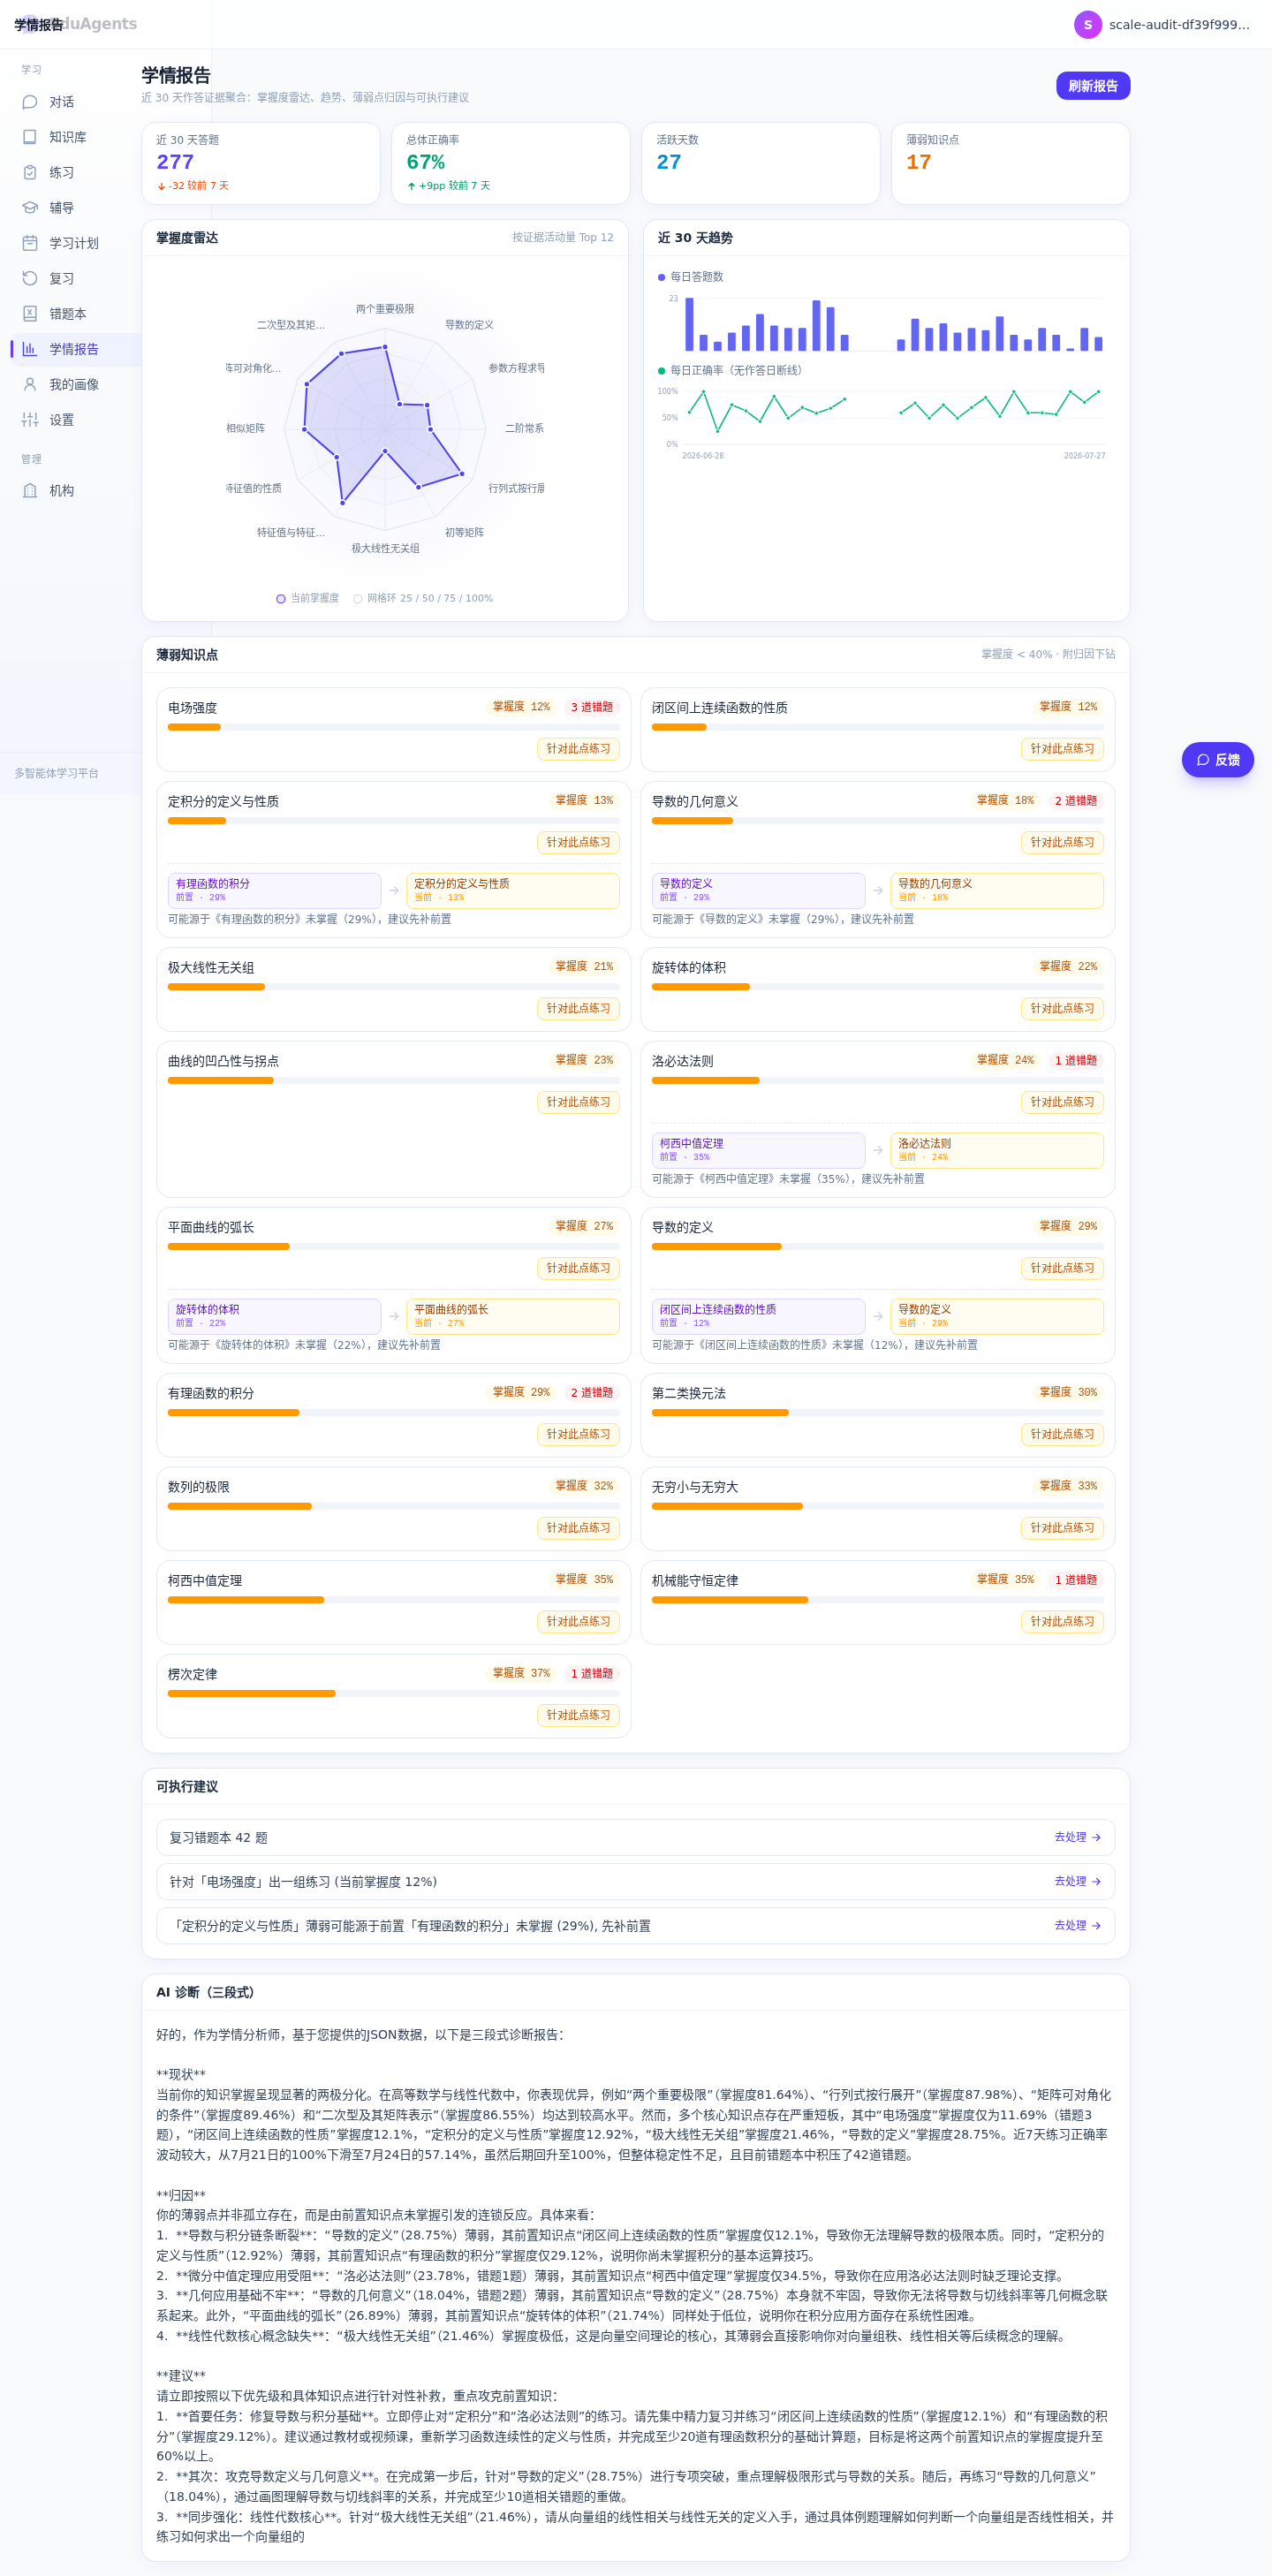 学情报告
duAgents
S
scale-audit-df39f999…
学习
对话
知识库
练习
辅导
学习计划
复习
错题本
学情报告
我的画像
设置
管理
机构
多智能体学习平台
学情报告
近 30 天作答证据聚合：掌握度雷达、趋势、薄弱点归因与可执行建议
刷新报告
近 30 天答题
277
↓ -32 较前 7 天
总体正确率
67%
↑ +9pp 较前 7 天
活跃天数
27
薄弱知识点
17
掌握度雷达
按证据活动量 Top 12
两个重要极限
导数的定义
参数方程求导
二阶常系
行列式按行展
初等矩阵
极大线性无关组
特征值与特征…
特征值的性质
相似矩阵
阵可对角化…
二次型及其矩…
当前掌握度
网格环 25 / 50 / 75 / 100%
近 30 天趋势
每日答题数
23
每日正确率（无作答日断线）
100%
50%
0%
2026-06-28
2026-07-27
薄弱知识点
掌握度 < 40% · 附归因下钻
电场强度
掌握度 12%
3 道错题
针对此点练习
闭区间上连续函数的性质
掌握度 12%
针对此点练习
定积分的定义与性质
掌握度 13%
针对此点练习
有理函数的积分
前置 · 29%
→
定积分的定义与性质
当前 · 13%
可能源于《有理函数的积分》未掌握（29%），建议先补前置
导数的几何意义
掌握度 18%
2 道错题
针对此点练习
导数的定义
前置 · 29%
→
导数的几何意义
当前 · 18%
可能源于《导数的定义》未掌握（29%），建议先补前置
极大线性无关组
掌握度 21%
针对此点练习
旋转体的体积
掌握度 22%
针对此点练习
曲线的凹凸性与拐点
掌握度 23%
针对此点练习
洛必达法则
掌握度 24%
1 道错题
针对此点练习
柯西中值定理
前置 · 35%
→
洛必达法则
当前 · 24%
可能源于《柯西中值定理》未掌握（35%），建议先补前置
平面曲线的弧长
掌握度 27%
针对此点练习
旋转体的体积
前置 · 22%
→
平面曲线的弧长
当前 · 27%
可能源于《旋转体的体积》未掌握（22%），建议先补前置
导数的定义
掌握度 29%
针对此点练习
闭区间上连续函数的性质
前置 · 12%
→
导数的定义
当前 · 29%
可能源于《闭区间上连续函数的性质》未掌握（12%），建议先补前置
有理函数的积分
掌握度 29%
2 道错题
针对此点练习
第二类换元法
掌握度 30%
针对此点练习
数列的极限
掌握度 32%
针对此点练习
无穷小与无穷大
掌握度 33%
针对此点练习
柯西中值定理
掌握度 35%
针对此点练习
机械能守恒定律
掌握度 35%
1 道错题
针对此点练习
楞次定律
掌握度 37%
1 道错题
针对此点练习
反馈
可执行建议
复习错题本 42 题
去处理 →
针对「电场强度」出一组练习 (当前掌握度 12%)
去处理 →
「定积分的定义与性质」薄弱可能源于前置「有理函数的积分」未掌握 (29%), 先补前置
去处理 →
AI 诊断（三段式）
好的，作为学情分析师，基于您提供的JSON数据，以下是三段式诊断报告：
**现状**
当前你的知识掌握呈现显著的两极分化。在高等数学与线性代数中，你表现优异，例如“两个重要极限”（掌握度81.64%）、“行列式按行展开”（掌握度87.98%）、“矩阵可对角化
的条件”（掌握度89.46%）和“二次型及其矩阵表示”（掌握度86.55%）均达到较高水平。然而，多个核心知识点存在严重短板，其中“电场强度”掌握度仅为11.69%（错题3
题），“闭区间上连续函数的性质”掌握度12.1%，“定积分的定义与性质”掌握度12.92%，“极大线性无关组”掌握度21.46%，“导数的定义”掌握度28.75%。近7天练习正确率
波动较大，从7月21日的100%下滑至7月24日的57.14%，虽然后期回升至100%，但整体稳定性不足，且目前错题本中积压了42道错题。
**归因**
你的薄弱点并非孤立存在，而是由前置知识点未掌握引发的连锁反应。具体来看：
1. **导数与积分链条断裂**：“导数的定义”（28.75%）薄弱，其前置知识点“闭区间上连续函数的性质”掌握度仅12.1%，导致你无法理解导数的极限本质。同时，“定积分的
定义与性质”（12.92%）薄弱，其前置知识点“有理函数的积分”掌握度仅29.12%，说明你尚未掌握积分的基本运算技巧。
2. **微分中值定理应用受阻**：“洛必达法则”（23.78%，错题1题）薄弱，其前置知识点“柯西中值定理”掌握度仅34.5%，导致你在应用洛必达法则时缺乏理论支撑。
3. **几何应用基础不牢**：“导数的几何意义”（18.04%，错题2题）薄弱，其前置知识点“导数的定义”（28.75%）本身就不牢固，导致你无法将导数与切线斜率等几何概念联
系起来。此外，“平面曲线的弧长”（26.89%）薄弱，其前置知识点“旋转体的体积”（21.74%）同样处于低位，说明你在积分应用方面存在系统性困难。
4. **线性代数核心概念缺失**：“极大线性无关组”（21.46%）掌握度极低，这是向量空间理论的核心，其薄弱会直接影响你对向量组秩、线性相关等后续概念的理解。
**建议**
请立即按照以下优先级和具体知识点进行针对性补救，重点攻克前置知识：
1. **首要任务：修复导数与积分基础**。立即停止对“定积分”和“洛必达法则”的练习。请先集中精力复习并练习“闭区间上连续函数的性质”（掌握度12.1%）和“有理函数的积
分”（掌握度29.12%）。建议通过教材或视频课，重新学习函数连续性的定义与性质，并完成至少20道有理函数积分的基础计算题，目标是将这两个前置知识点的掌握度提升至
60%以上。
2. **其次：攻克导数定义与几何意义**。在完成第一步后，针对“导数的定义”（28.75%）进行专项突破，重点理解极限形式与导数的关系。随后，再练习“导数的几何意义”
（18.04%），通过画图理解导数与切线斜率的关系，并完成至少10道相关错题的重做。
3. **同步强化：线性代数核心**。针对“极大线性无关组”（21.46%），请从向量组的线性相关与线性无关的定义入手，通过具体例题理解如何判断一个向量组是否线性相关，并
练习如何求出一个向量组的